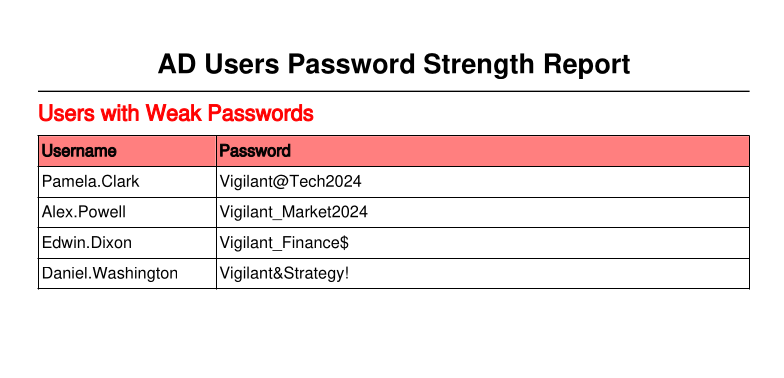 AD Users Password Strength Report
Users with Weak Passwords
Username Password
Pamela.Clark Vigilant@Tech2024
Alex.Powell Vigilant_Market2024
Edwin.Dixon Vigilant_Finance$
Daniel.Washington Vigilant&Strategy!